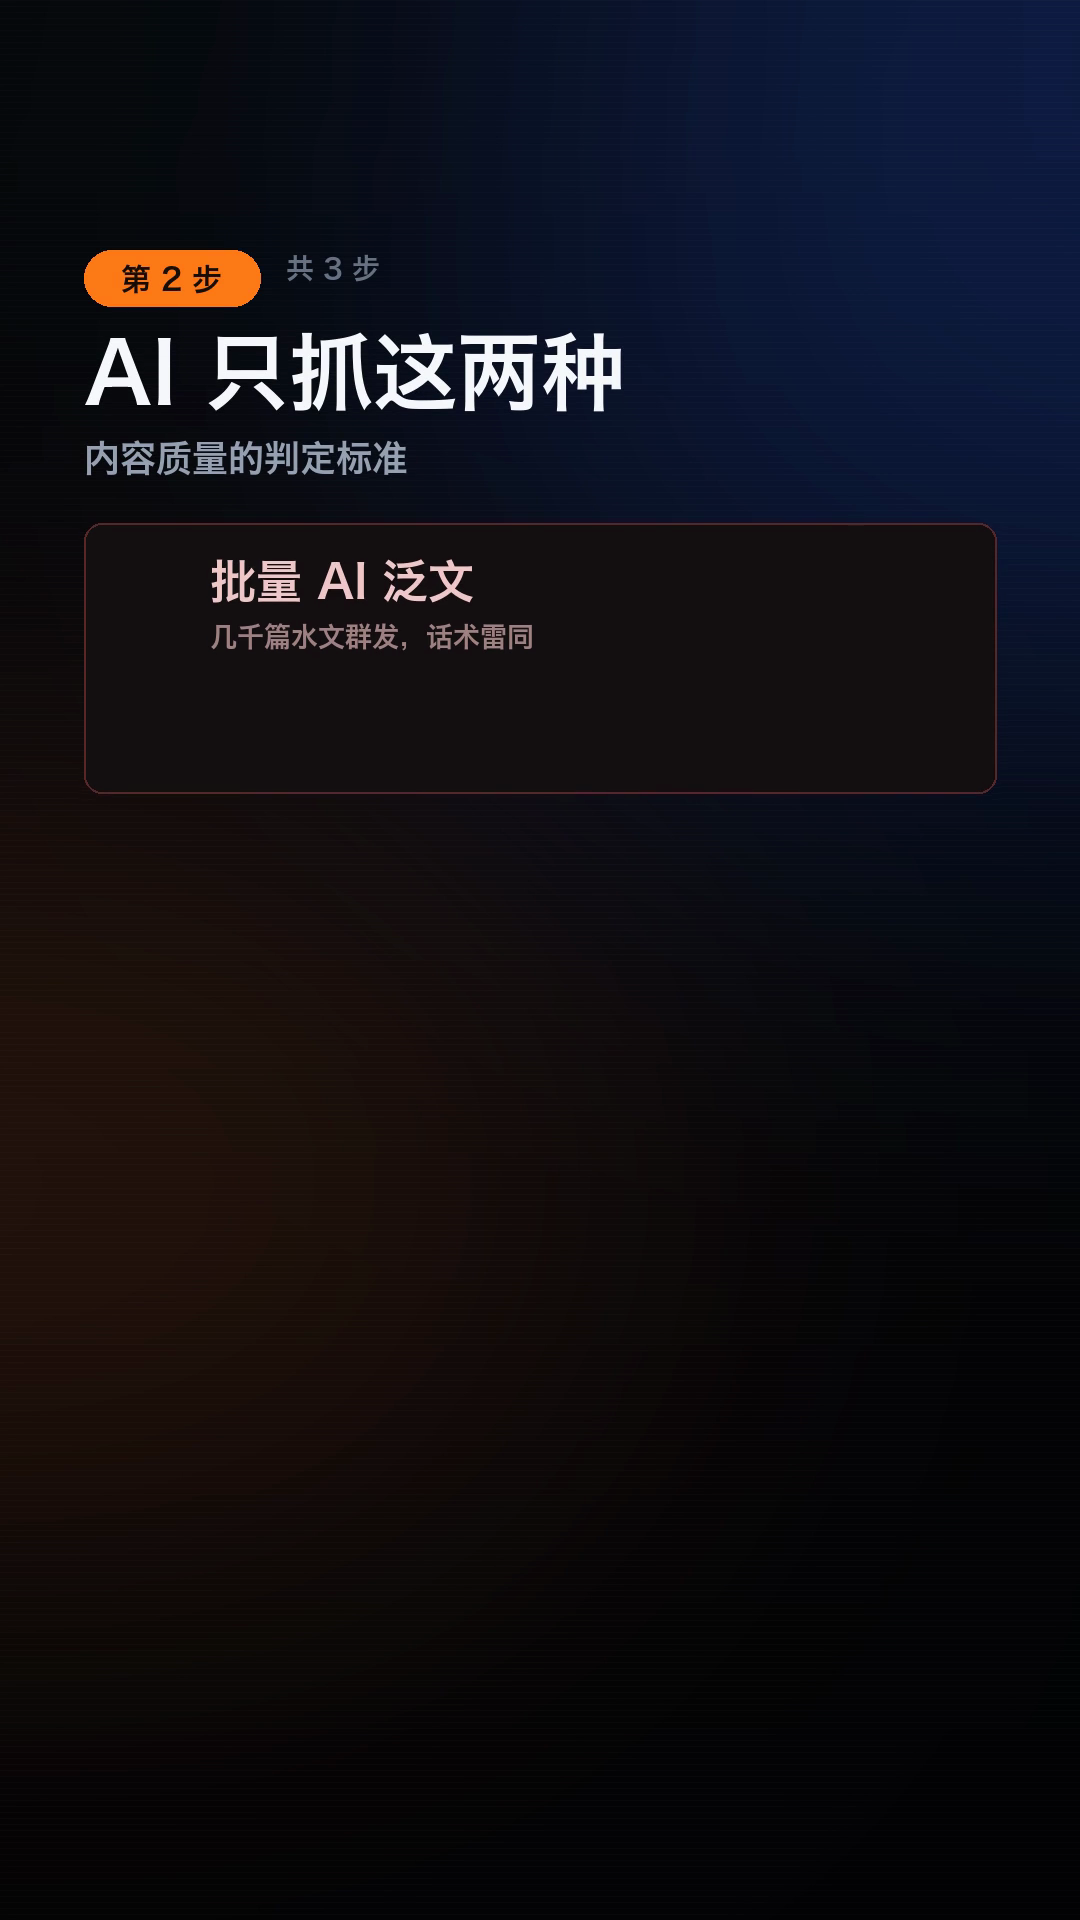 第 2 步
共 3 步
AI 只抓这两种
内容质量的判定标准
批量 AI 泛文
几千篇水文群发，话术雷同